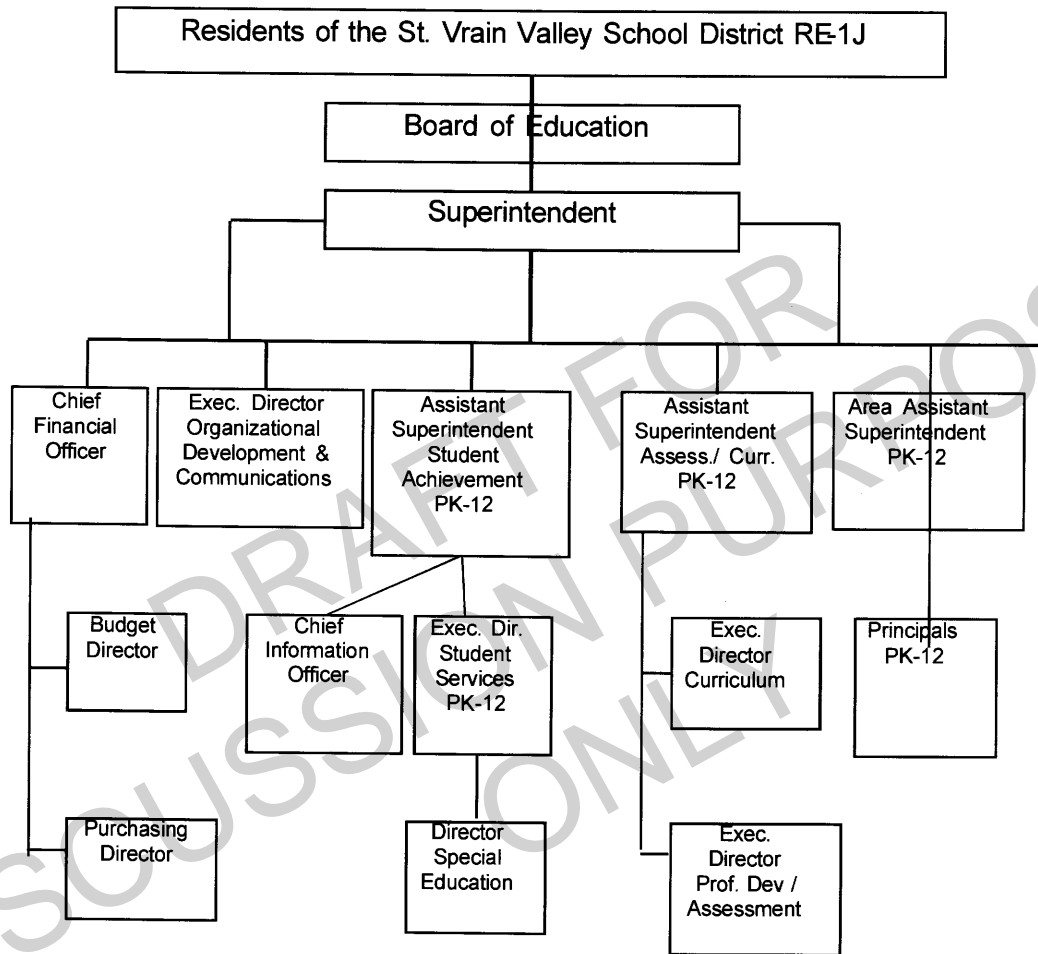 Residents of the St. Vrain Valley School District RE-1J
Board of Education
Superintendent
Chief
Financial
Officer
Exec. Director
Organizational
Development &
Communications
Assistant
Superintendent
Student
Achievement
PK-12
Assistant
Superintendent
Assess./ Curr.
PK-12
Area Assistant
Superintendent
PK-12
Budget
Director
Chief
Information
Officer
Exec. Dir.
Student
Services
PK-12
Exec.
Director
Curriculum
Principals
PK-12
Purchasing
Director
Director
Special
Education
Exec.
Director
Prof. Dev /
Assessment
DRAFT FOR
SCUSSION PURPOS
ONLY